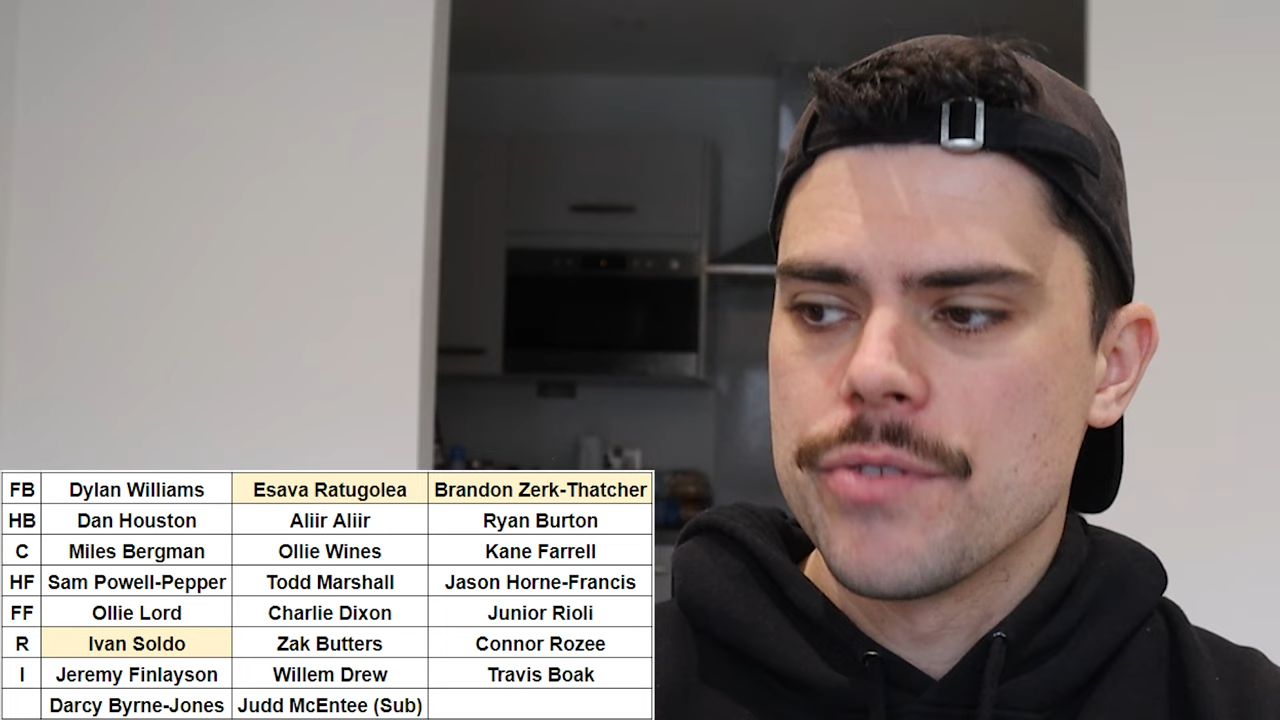 FB Dylan Williams Esava Ratugolea Brandon Zerk-Thatcher
HB Dan Houston Aliir Aliir Ryan Burton
C Miles Bergman Ollie Wines Kane Farrell
HF Sam Powell-Pepper Todd Marshall Jason Horne-Francis
FF Ollie Lord Charlie Dixon Junior Rioli
R Ivan Soldo Zak Butters Connor Rozee
I Jeremy Finlayson Willem Drew Travis Boak
Darcy Byrne-Jones Judd McEntee (Sub)